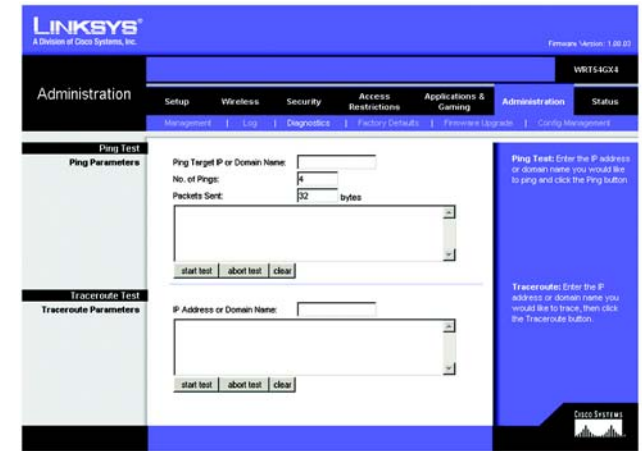 LINKSYS®
A Division of Cisco Systems, Inc.
Firmware Version: 1.00.03
WRT54GX4
Administration
Setup Wireless Security Access Restrictions Applications & Gaming Administration Status
Management | Log | Diagnostics | Factory Defaults | Firmware Upgrade | Config Management
Ping Test
Ping Parameters
Ping Target IP or Domain Name:
No. of Pings: 4
Packets Sent: 32 bytes
start test abort test clear
Ping Test: Enter the IP address
or domain name you would like
to ping and click the Ping button
Traceroute Test
Traceroute Parameters
IP Address or Domain Name:
start test abort test clear
Traceroute: Enter the IP
address or domain name you
would like to trace, then click
the Traceroute button.
CISCO SYSTEMS